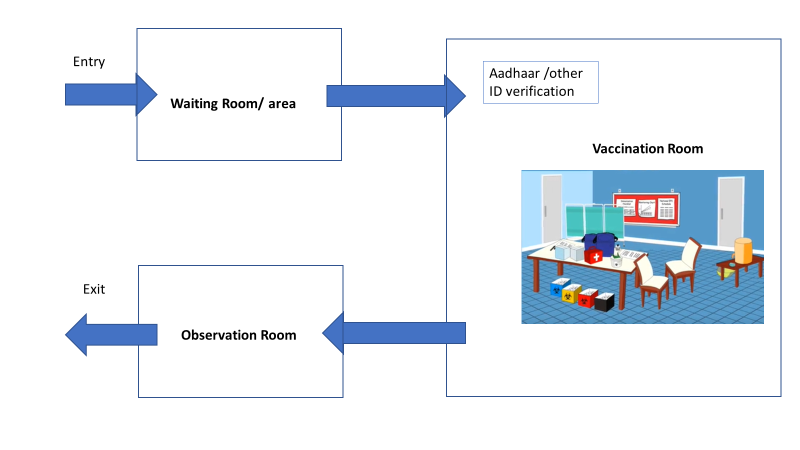 Entry
Waiting Room/ area
Aadhaar /other
ID verification
Vaccination Room
Exit
Observation Room